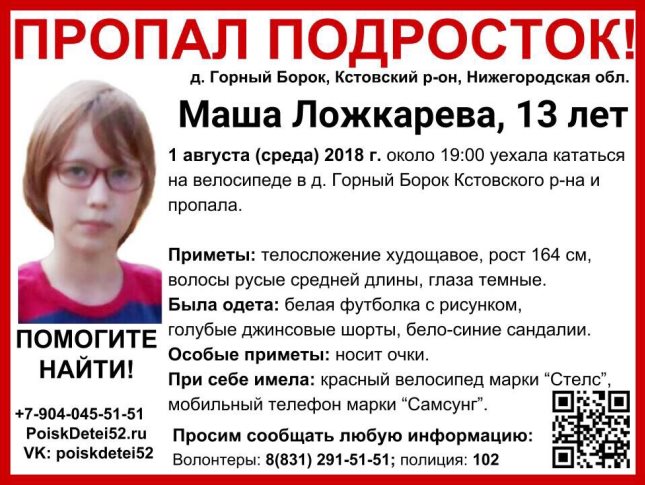 ПРОПАЛ ПОДРОСТОК!
д. Горный Борок, Кстовский р-он, Нижегородская обл.
Маша Ложкарева, 13 лет
1 августа (среда) 2018 г. около 19:00 уехала кататься
на велосипеде в д. Горный Борок Кстовского р-на и
пропала.
Приметы: телосложение худощавое, рост 164 см,
волосы русые средней длины, глаза темные.
Была одета: белая футболка с рисунком,
голубые джинсовые шорты, бело-синие сандалии.
Особые приметы: носит очки.
При себе имела: красный велосипед марки “Стелс”,
мобильный телефон марки “Самсунг”.
ПОМОГИТЕ
НАЙТИ!
+7-904-045-51-51
PoiskDetei52.ru
VK: poiskdetei52
Просим сообщать любую информацию:
Волонтеры: 8(831) 291-51-51; полиция: 102